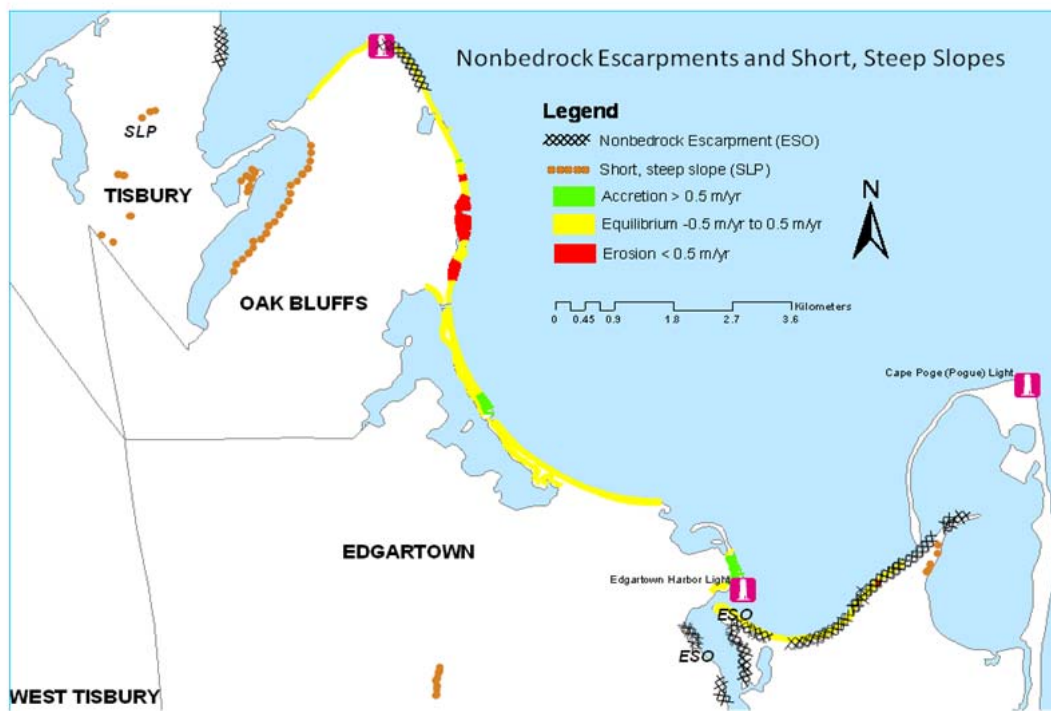 Nonbedrock Escarpments and Short, Steep Slopes
Legend
Nonbedrock Escarpment (ESO)
Short, steep slope (SLP)
Accretion > 0.5 m/yr
Equilibrium -0.5 m/yr to 0.5 m/yr
Erosion < 0.5 m/yr
N
Kilometers
0 0.45 0.9 1.8 2.7 3.6
SLP
TISBURY
OAK BLUFFS
Cape Poge (Pogue) Light
EDGARTOWN
Edgartown Harbor Light
ESO
ESO
WEST TISBURY